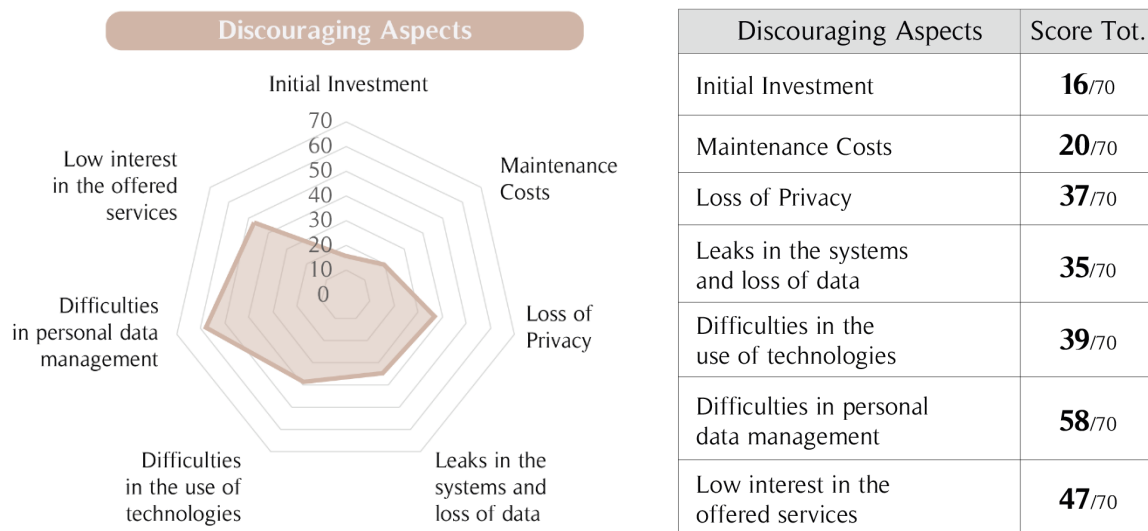 Discouraging Aspects
Initial Investment
70
60
50
40
30
20
10
0
Maintenance
Costs
Loss of
Privacy
Leaks in the
systems and
loss of data
Difficulties
in the use of
technologies
Difficulties
in personal data
management
Low interest
in the offered
services
Discouraging Aspects Score Tot.
Initial Investment 16/70
Maintenance Costs 20/70
Loss of Privacy 37/70
Leaks in the systems
and loss of data 35/70
Difficulties in the
use of technologies 39/70
Difficulties in personal
data management 58/70
Low interest in the
offered services 47/70